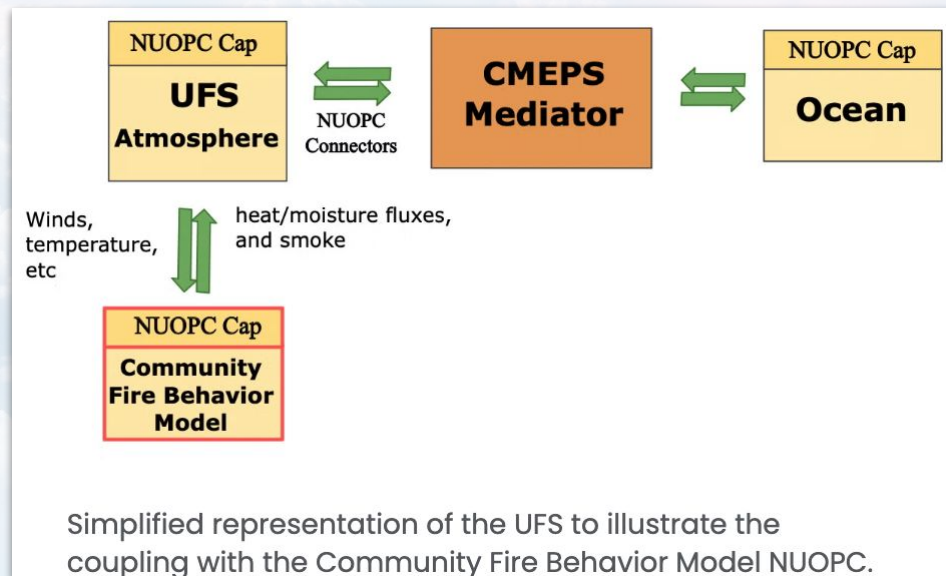 NUOPC Cap
UFS
Atmosphere
NUOPC
Connectors
CMEPS
Mediator
NUOPC Cap
Ocean
Winds,
temperature,
etc
heat/moisture fluxes,
and smoke
NUOPC Cap
Community
Fire Behavior
Model
Simplified representation of the UFS to illustrate the
coupling with the Community Fire Behavior Model NUOPC.